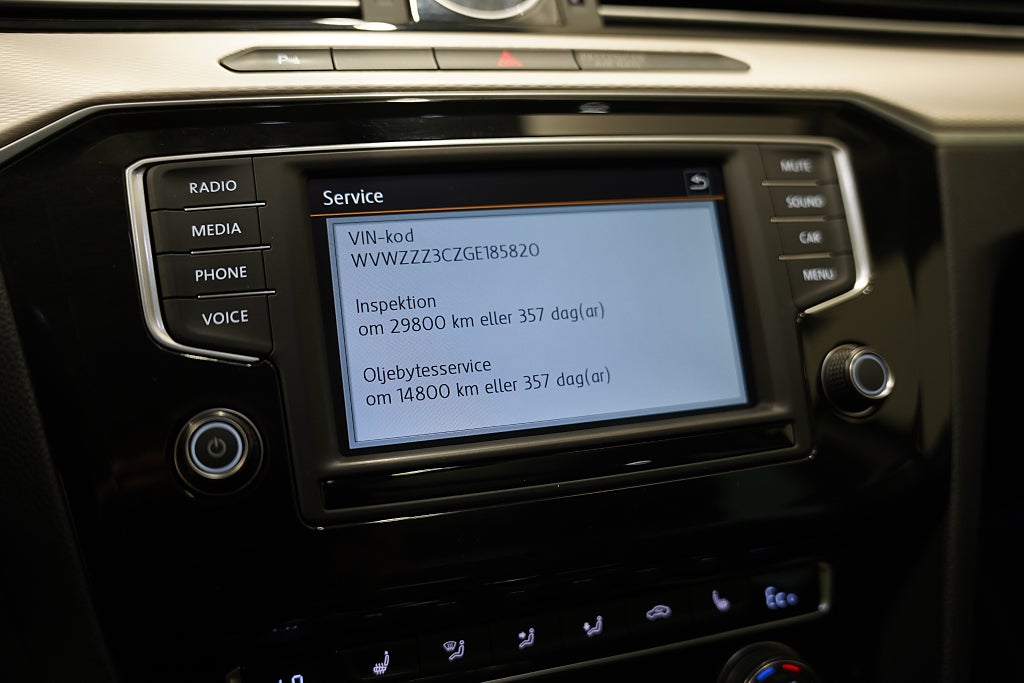 RADIO
MEDIA
PHONE
VOICE
Service
VIN-kod
WVWZZZ3CZGE185820
Inspektion
om 29800 km eller 357 dag(ar)
Oljebytesservice
om 14800 km eller 357 dag(ar)
MUTE
SOUND
CAR
MENU